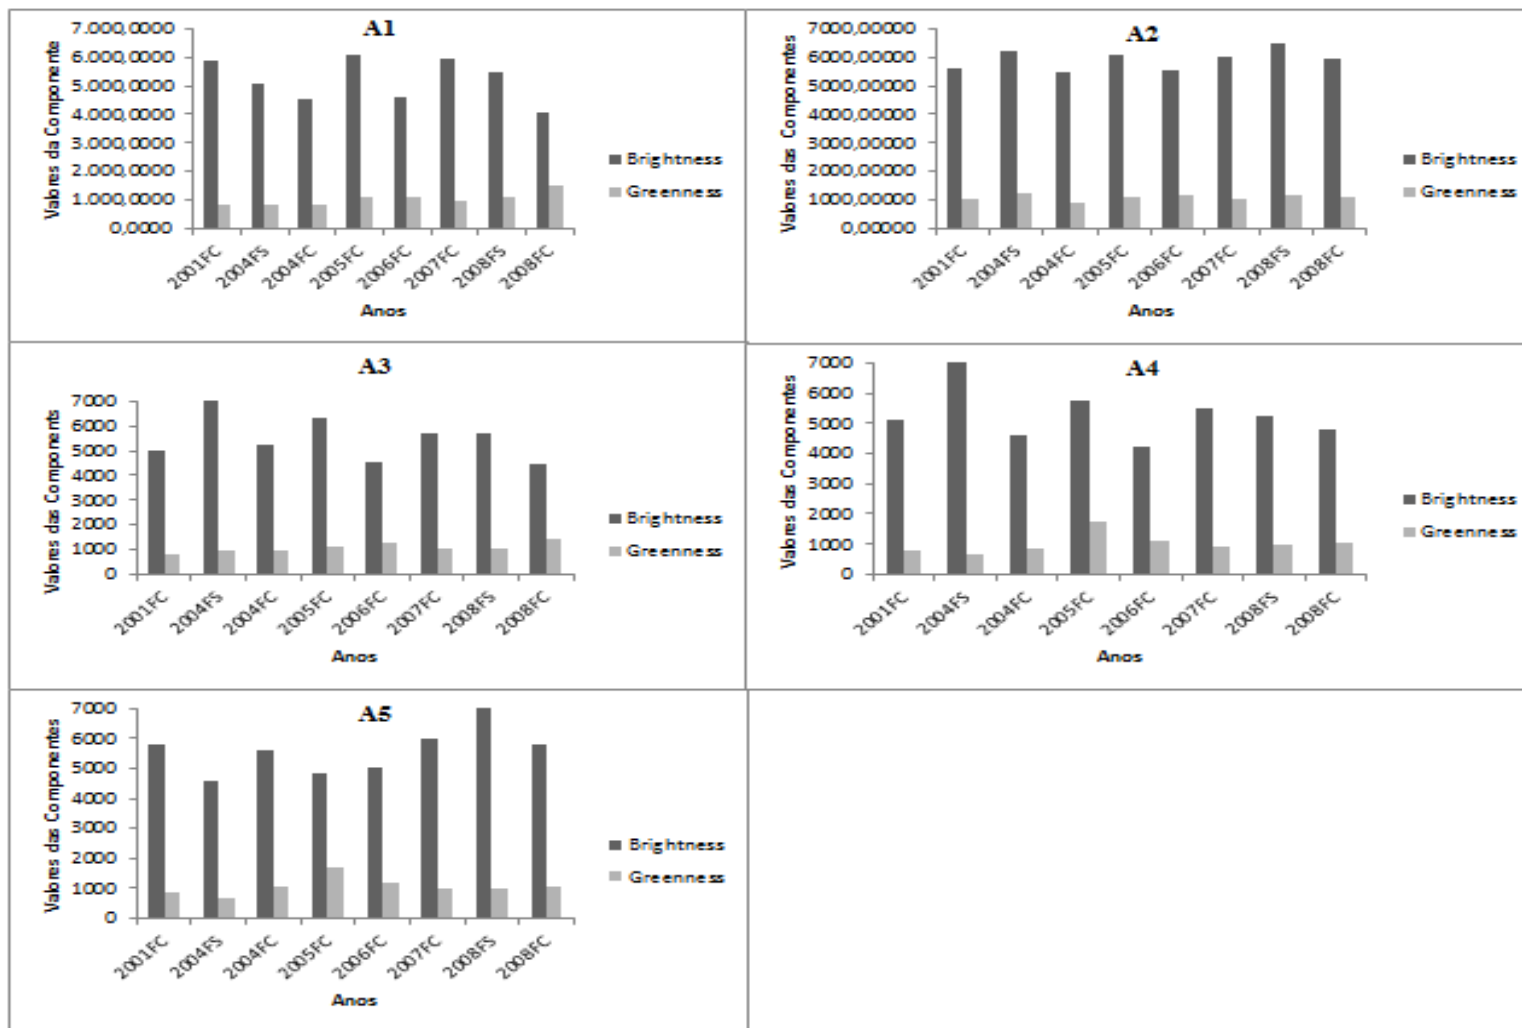 A1
Valores da Componente
7.000,0000
6.000,0000
5.000,0000
4.000,0000
3.000,0000
2.000,0000
1.000,0000
0,0000
2001FC
2004FS
2004FC
2005FC
2006FC
2007FC
2008FS
2008FC
Anos
Brightness
Greenness
A2
Valores das Componentes
7000,00000
6000,00000
5000,00000
4000,00000
3000,00000
2000,00000
1000,00000
0,00000
2001FC
2004FS
2004FC
2005FC
2006FC
2007FC
2008FS
2008FC
Anos
Brightness
Greenness
A3
Valores das Components
7000
6000
5000
4000
3000
2000
1000
0
2001FC
2004FS
2004FC
2005FC
2006FC
2007FC
2008FS
2008FC
Anos
Brightness
Greenness
A4
Valores das Componentes
7000
6000
5000
4000
3000
2000
1000
0
2001FC
2004FS
2004FC
2005FC
2006FC
2007FC
2008FS
2008FC
Anos
Brightness
Greenness
A5
Valores das Componentes
7000
6000
5000
4000
3000
2000
1000
0
2001FC
2004FS
2004FC
2005FC
2006FC
2007FC
2008FS
2008FC
Anos
Brightness
Greenness